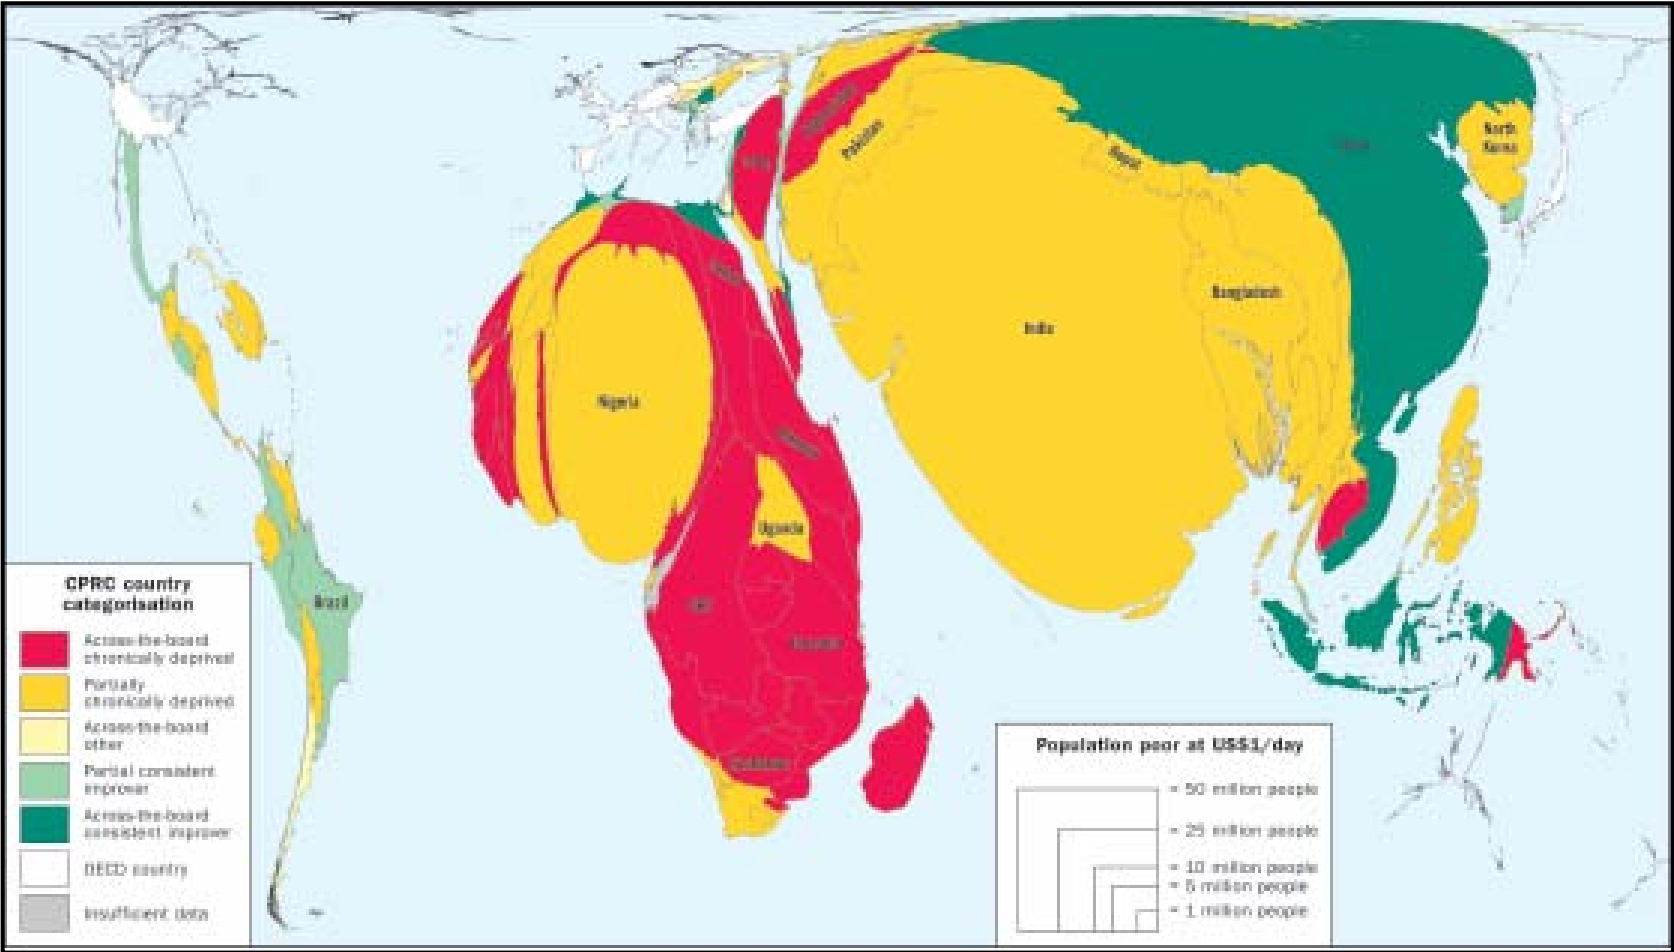 Pakistan
Nepal
North
Korea
India
Bangladesh
Nigeria
Uganda
Brazil
CPRC country
categorisation
Across-the-board
chronically deprived
Partially
chronically deprived
Across-the-board
other
Partial consistent
improver
Across-the-board
consistent improver
OECD country
Insufficient data
Population poor at US$1/day
= 50 million people
= 25 million people
= 10 million people
= 5 million people
= 1 million people